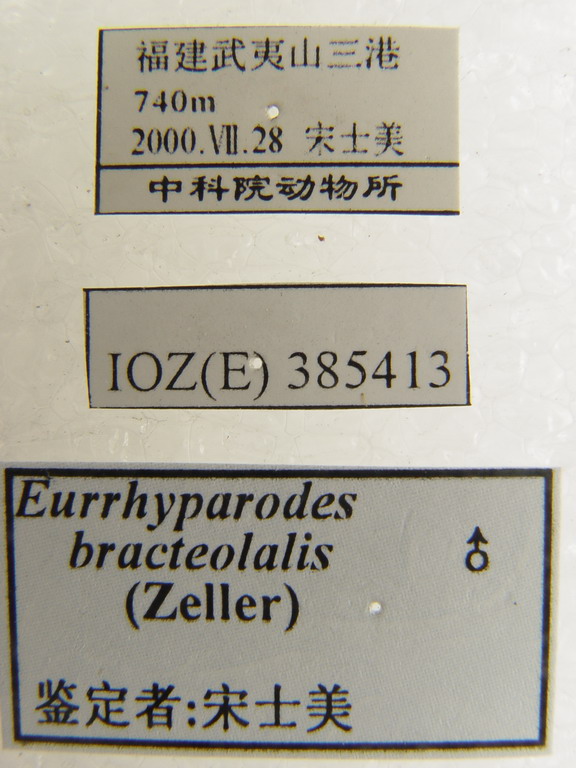 福建武夷山三港
740m
2000.Ⅶ.28 宋士美
中科院动物所
IOZ(E) 385413
Eurrhyparodes
bracteolalis ♂
(Zeller)
鉴定者:宋士美